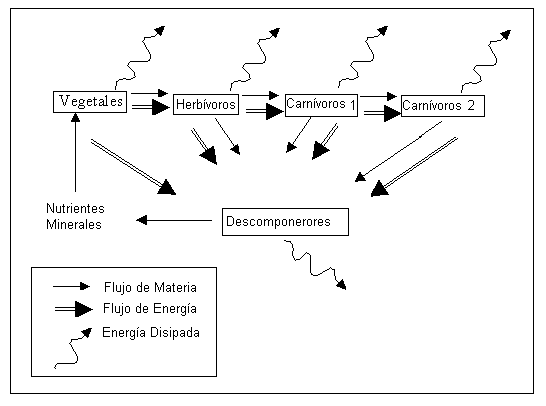 Vegetales
Herbívoros
Carnívoros 1
Carnívoros 2
Nutrientes
Minerales
Descomponerores
Flujo de Materia
Flujo de Energía
Energía Disipada